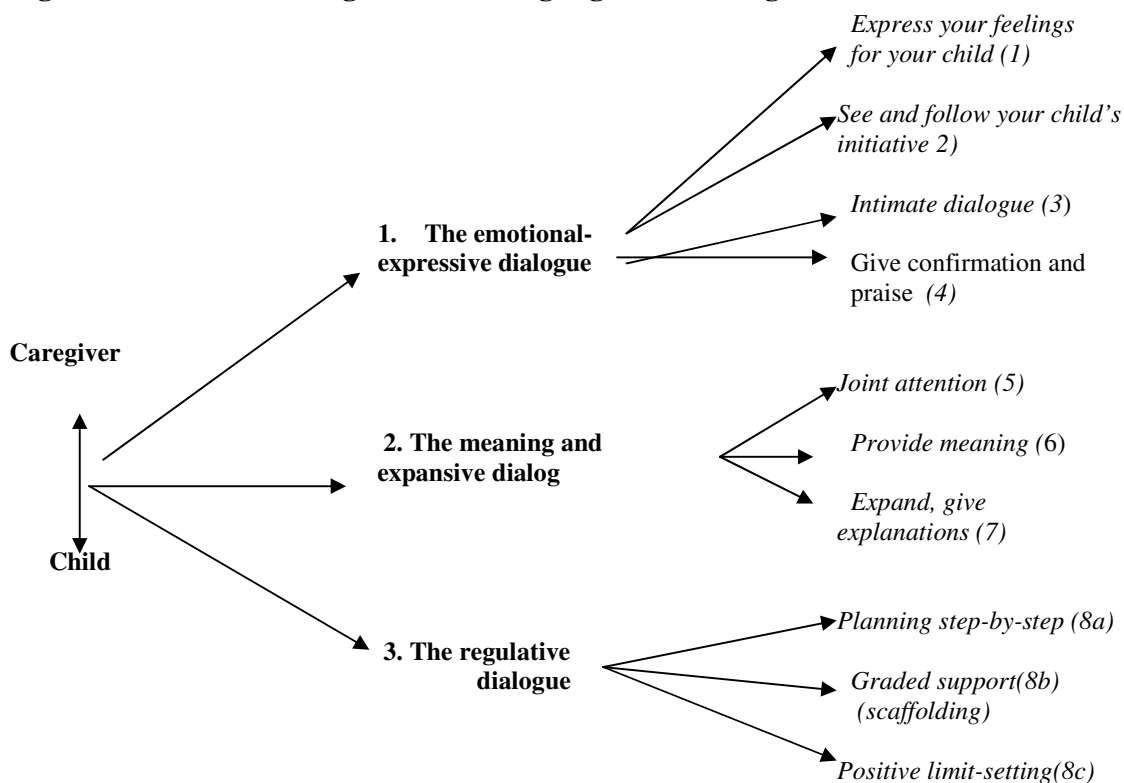 Express your feelings
for your child (1)
See and follow your child's
initiative 2)
Intimate dialogue (3)
1. The emotional-
expressive dialogue
Give confirmation and
praise (4)
Caregiver
Joint attention (5)
2. The meaning and
expansive dialog
Provide meaning (6)
Expand, give
explanations (7)
Child
Planning step-by-step (8a)
3. The regulative
dialogue
Graded support(8b)
(scaffolding)
Positive limit-setting(8c)